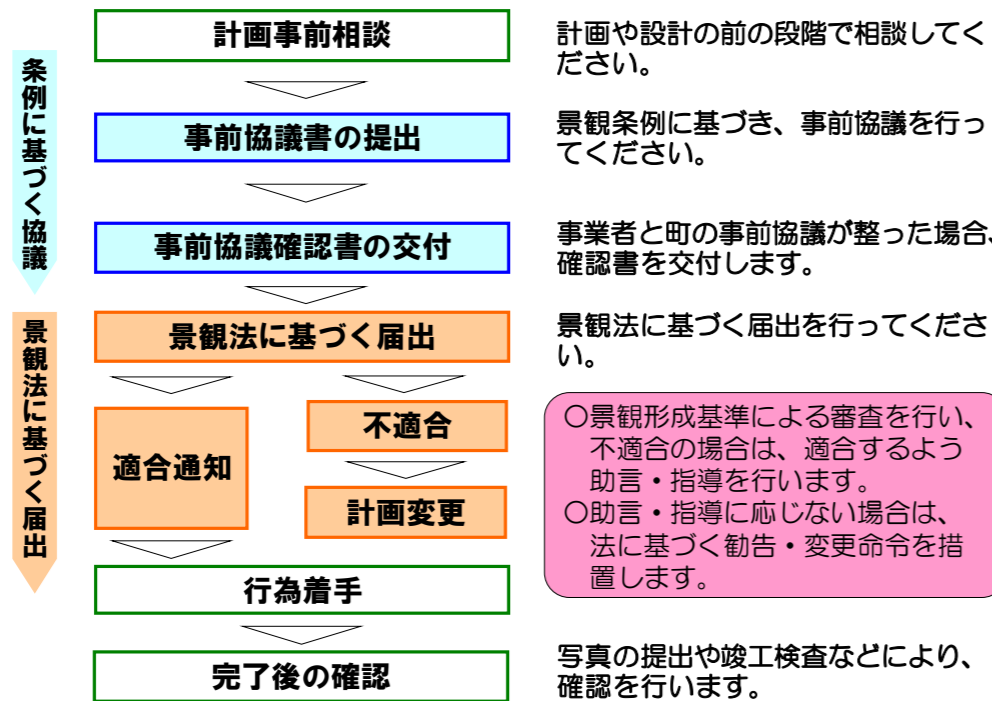 計画事前相談
計画や設計の前の段階で相談してく
ださい。
条例に基づく協議
事前協議書の提出
景観条例に基づき、事前協議を行っ
てください。
事前協議確認書の交付
事業者と町の事前協議が整った場合、
確認書を交付します。
景観法に基づく届出
景観法に基づく届出
景観法に基づく届出を行ってくださ
い。
適合通知
不適合
計画変更
○景観形成基準による審査を行い、
不適合の場合は、適合するよう
助言・指導を行います。
○助言・指導に応じない場合は、
法に基づく勧告・変更命令を措
置します。
行為着手
完了後の確認
写真の提出や竣工検査などにより、
確認を行います。